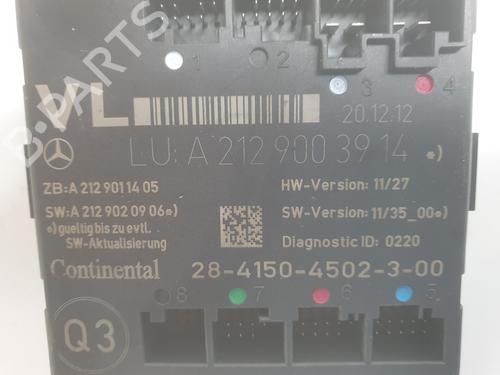 B-PARTS
1 2 3 4
VL
20.12.12
LU: A 212 900 39 14 *)
ZB:A 212 901 14 05
HW-Version: 11/27
SW:A 212 902 09 06*)
SW-Version: 11/35_00*)
*) gueltig bis zu evtl.
SW-Aktualisierung
Diagnostic ID: 0220
Continental 28-4150-4502-3-00
8 7 6 5
Q3